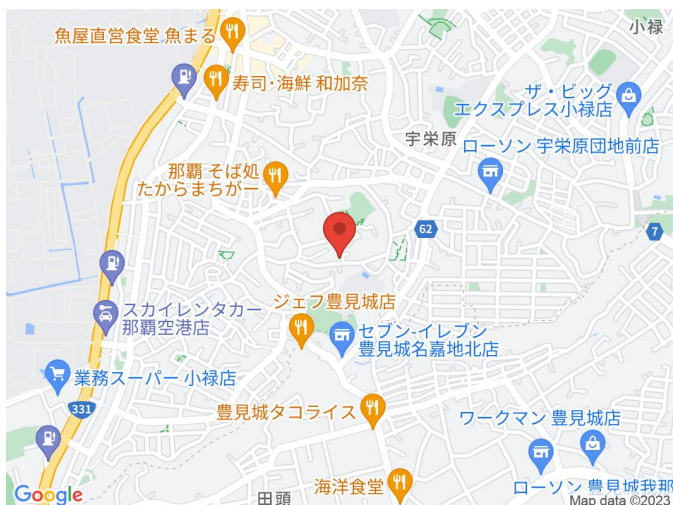 小禄
魚屋直営食堂 魚まる
寿司･海鮮 和加奈
ザ・ビッグ
エクスプレス小禄店
宇栄原
ローソン 宇栄原団地前店
那覇 そば処
たからまちがー
62
7
スカイレンタカー
那覇空港店
ジェフ豊見城店
セブン-イレブン
豊見城名嘉地北店
業務スーパー 小禄店
331
豊見城タコライス
ワークマン 豊見城店
海洋食堂
ローソン 豊見城我那
田頭
Google
Map data ©2023